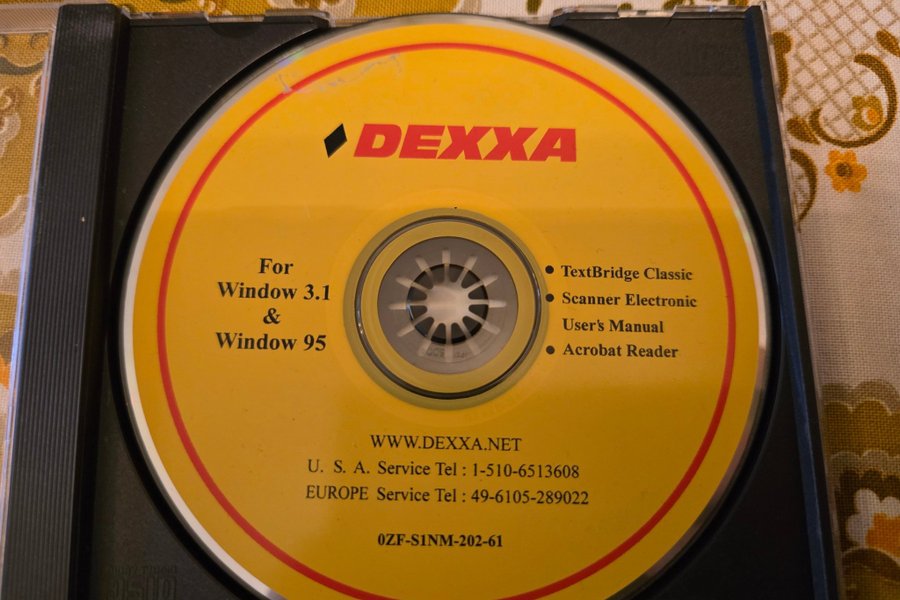 DEXXA
For
Window 3.1
&
Window 95
• TextBridge Classic
• Scanner Electronic
User's Manual
• Acrobat Reader
WWW.DEXXA.NET
U. S. A. Service Tel : 1-510-6513608
EUROPE Service Tel : 49-6105-289022
0ZF-S1NM-202-61